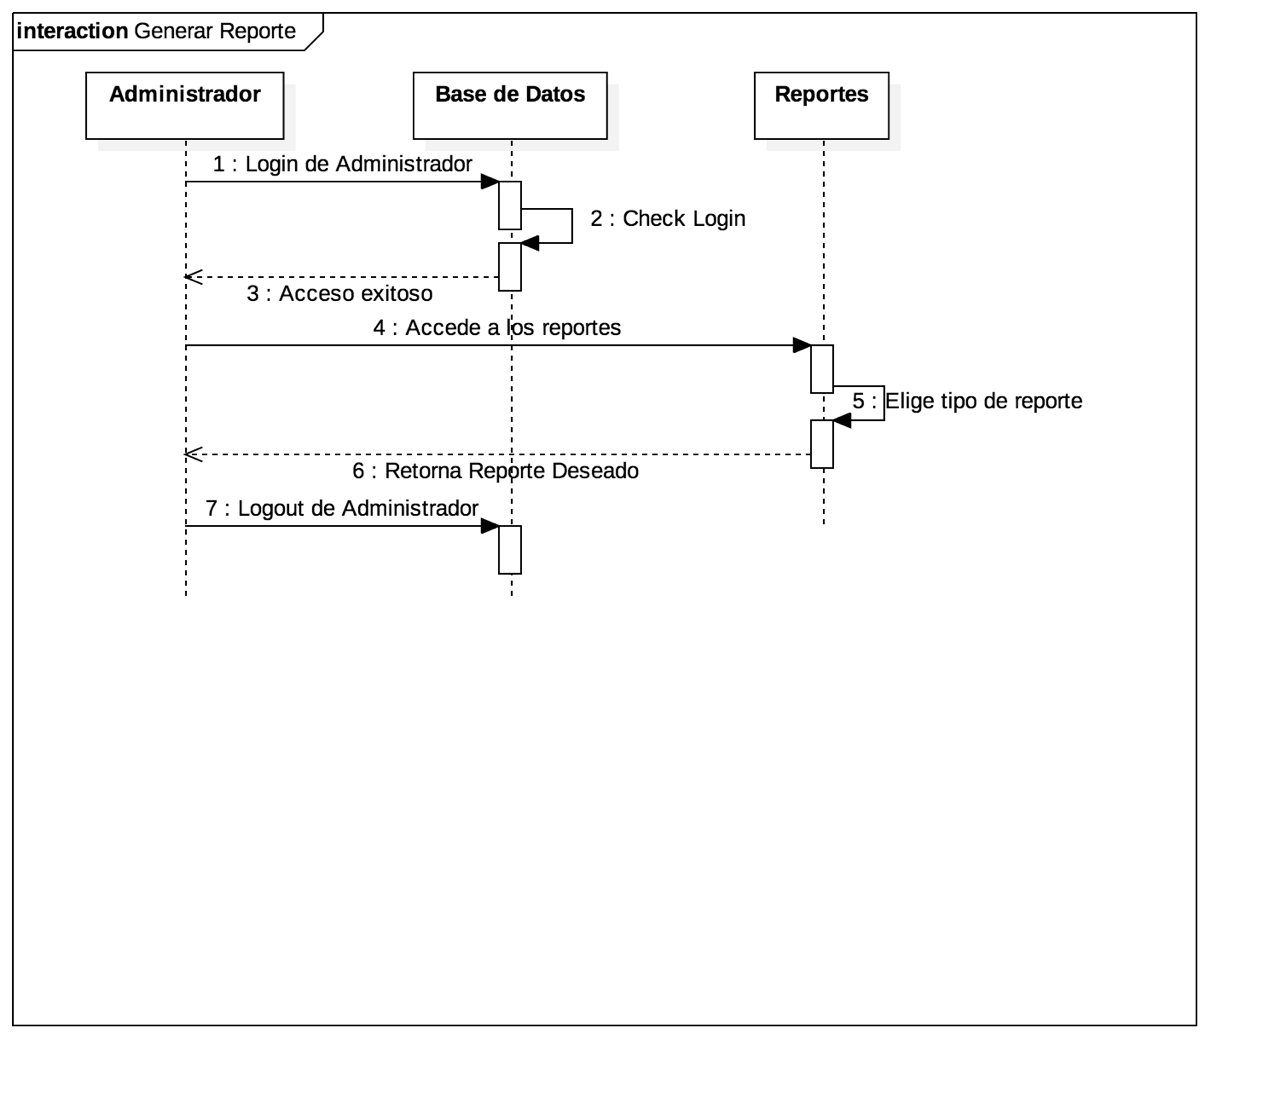 interaction Generar Reporte
Administrador
Base de Datos
Reportes
1 : Login de Administrador
2 : Check Login
3 : Acceso exitoso
4 : Accede a los reportes
5 : Elige tipo de reporte
6 : Retorna Reporte Deseado
7 : Logout de Administrador